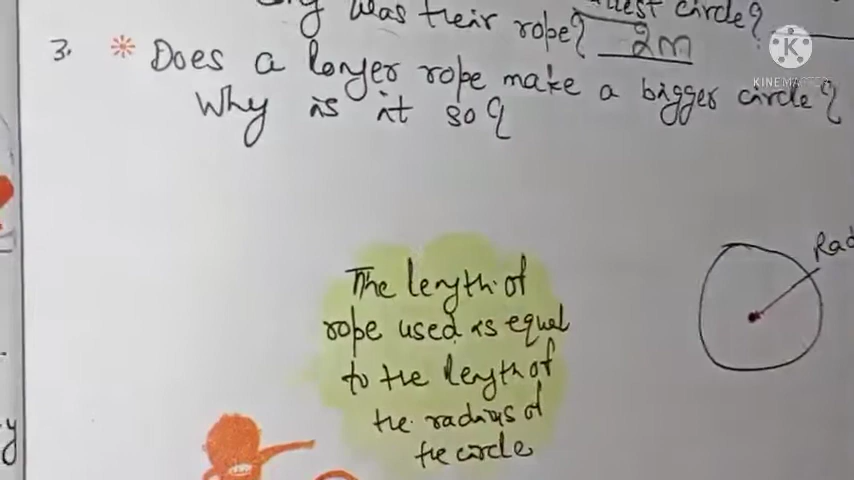 was their rope? 2m
circle?
3. Does a longer rope make a bigger circle?
Why is it so?
The length of
rope used is equal
to the length of
the radius of
the circle
Rad
K
KINEMASTER